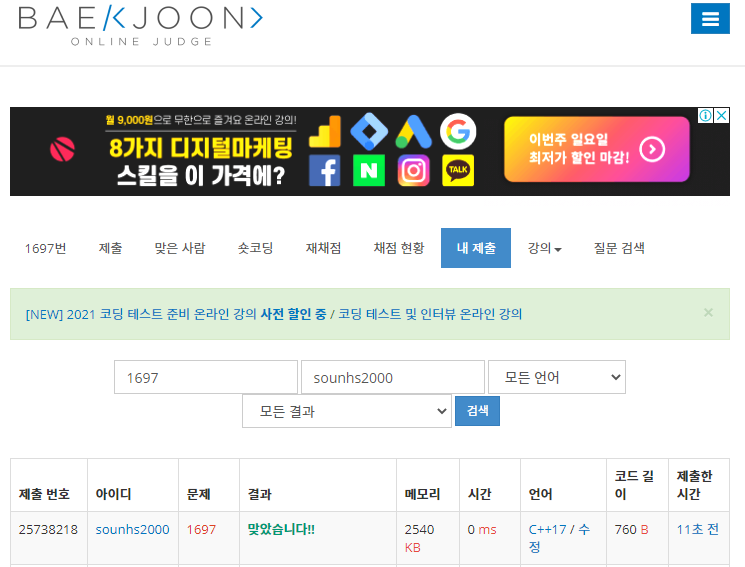 BAEKJOON
ONLINE JUDGE
월 9,000원으로 무한으로 즐겨요 온라인 강의!
8가지 디지털마케팅
스킬을 이 가격에?
G
f N TALK
이번주 일요일
최저가 할인 마감!
1697번 제출 맞은 사람 숏코딩 재채점 채점 현황 내 제출 강의 질문 검색
[NEW] 2021 코딩 테스트 준비 온라인 강의 사전 할인 중 / 코딩 테스트 및 인터뷰 온라인 강의 ×
1697 sounhs2000 모든 언어
모든 결과 검색
제출 번호 아이디 문제 결과 메모리 시간 언어 코드 길이 제출한 시간
25738218 sounhs2000 1697 맞았습니다!! 2540 KB 0 ms C++17 / 수정 760 B 11초 전